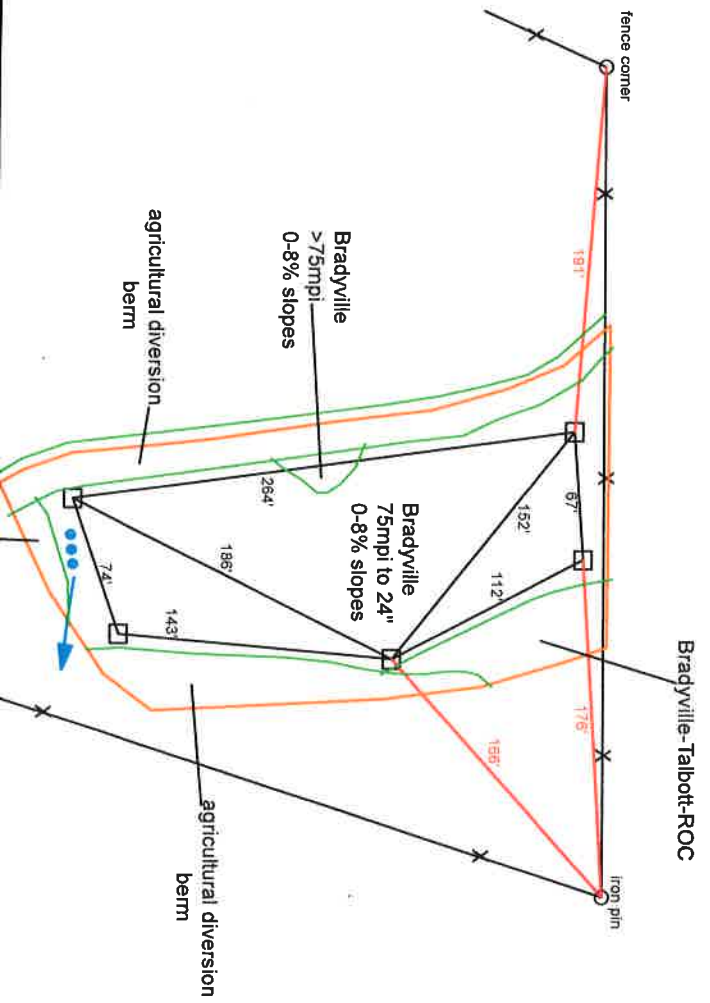 fence corner
191'
Bradyville
>75mpi
0-8% slopes
agricultural diversion
berm
264'
67'
152'
112'
Bradyville
75mpi to 24"
0-8% slopes
186'
74'
143'
Bradyville-Talbott-ROC
176'
166'
iron pin
agricultural diversion
berm